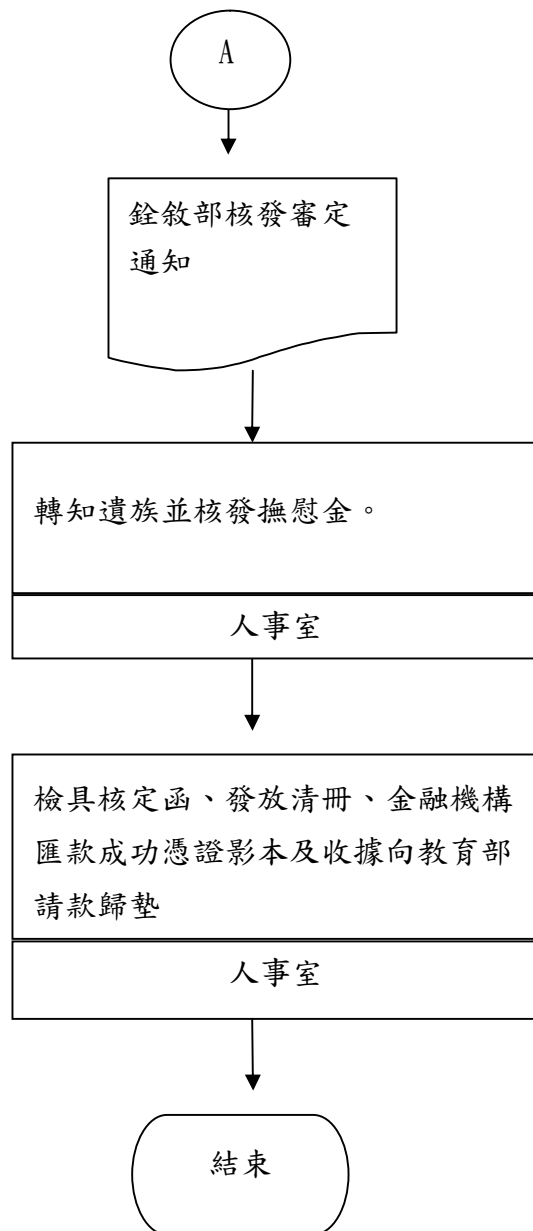 A
銓敘部核發審定
通知
轉知遺族並核發撫慰金。
人事室
檢具核定函、發放清冊、金融機構
匯款成功憑證影本及收據向教育部
請款歸墊
人事室
結束